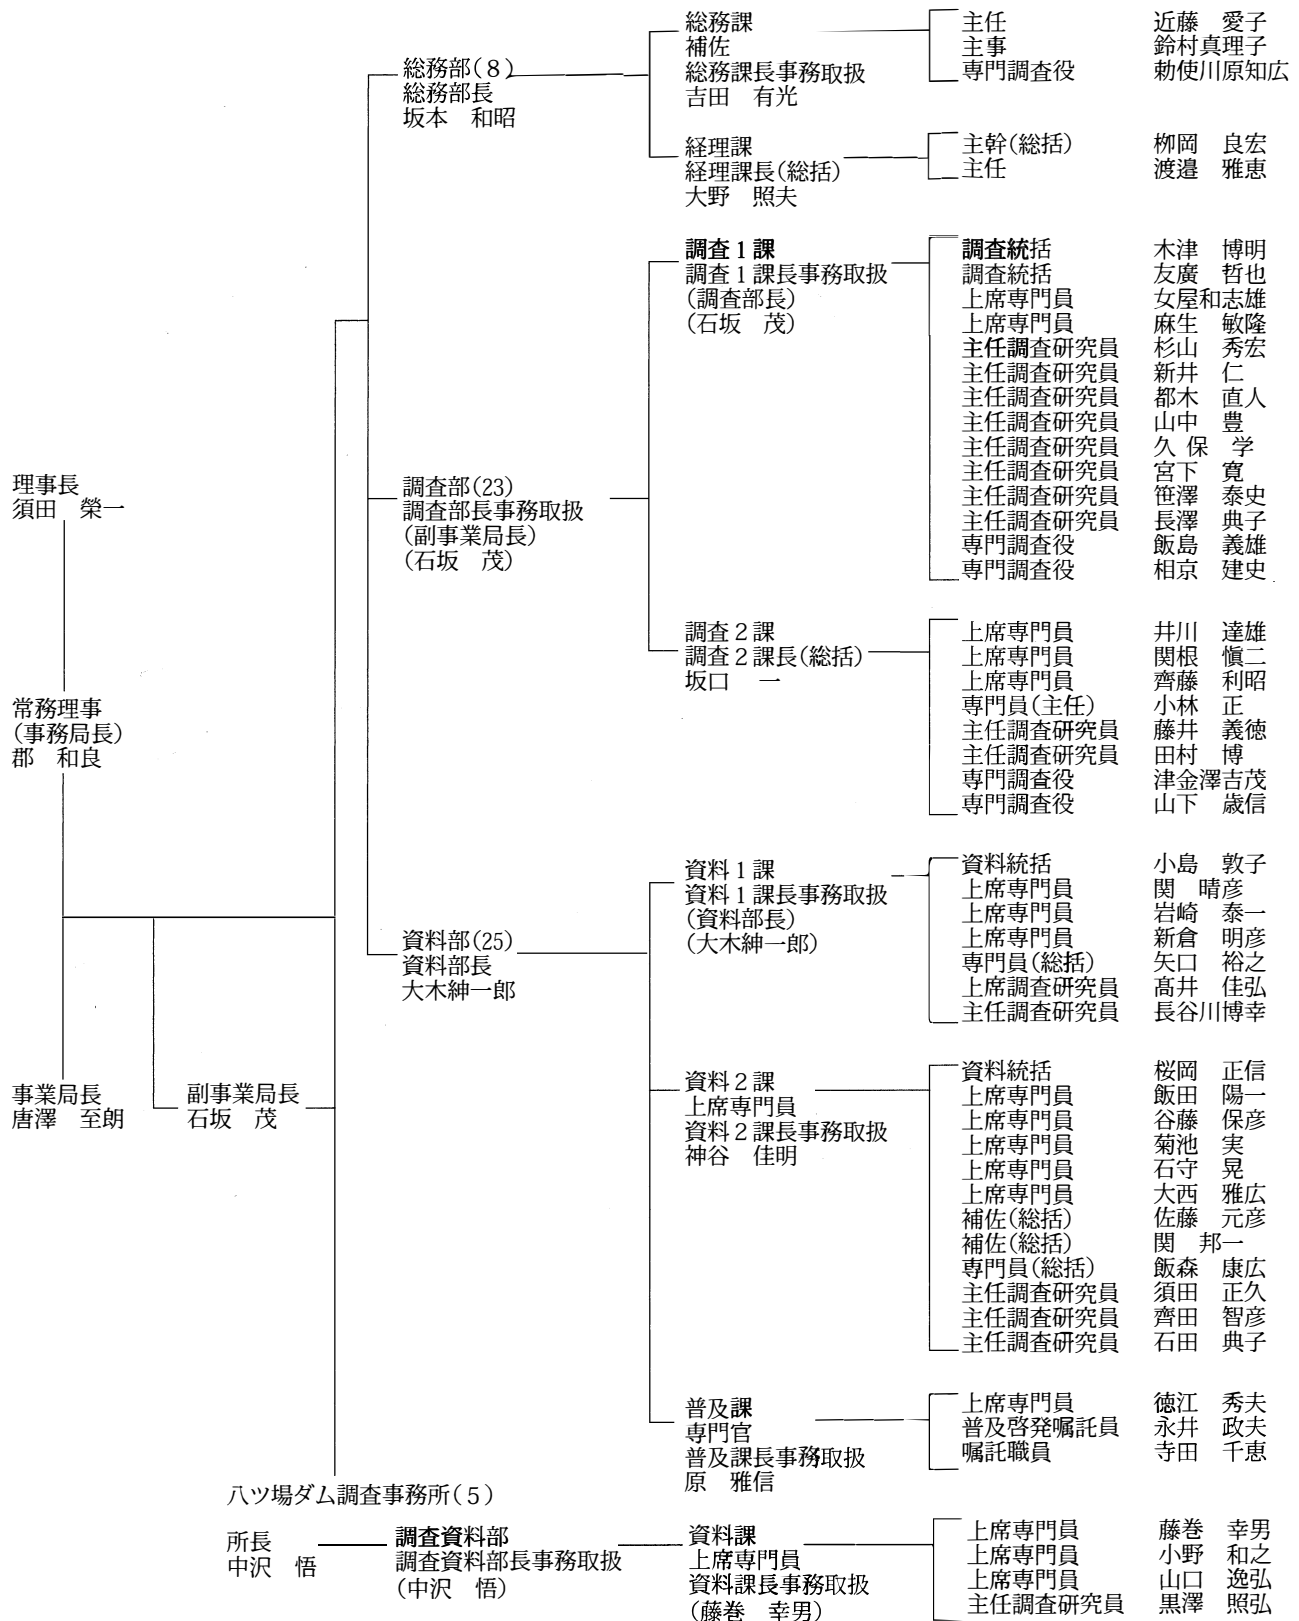 理事長
須田　榮一
常務理事
(事務局長)
郡　和良
事業局長
唐澤　至朗
副事業局長
石坂　茂
総務部(８)
総務部長
坂本　和昭
総務課
補佐
総務課長事務取扱
吉田　有光
主任　近藤　愛子
主事　鈴村真理子
専門調査役　勅使川原知広
経理課
経理課長(総括)
大野　照夫
主幹(総括)　栁岡　良宏
主任　渡邉　雅恵
調査部(23)
調査部長事務取扱
(副事業局長)
(石坂　茂)
調査１課
調査１課長事務取扱
(調査部長)
(石坂　茂)
調査統括　木津　博明
調査統括　友廣　哲也
上席専門員　女屋和志雄
上席専門員　麻生　敏隆
主任調査研究員　杉山　秀宏
主任調査研究員　新井　仁
主任調査研究員　都木　直人
主任調査研究員　山中　豊
主任調査研究員　久保　学
主任調査研究員　宮下　寛
主任調査研究員　笹澤　泰史
主任調査研究員　長澤　典子
専門調査役　飯島　義雄
専門調査役　相京　建史
調査２課
調査２課長(総括)
坂口　一
上席専門員　井川　達雄
上席専門員　関根　愼二
上席専門員　齊藤　利昭
専門員(主任)　小林　正
主任調査研究員　藤井　義徳
主任調査研究員　田村　博
専門調査役　津金澤吉茂
専門調査役　山下　歳信
資料部(25)
資料部長
大木紳一郎
資料１課
資料１課長事務取扱
(資料部長)
(大木紳一郎)
資料統括　小島　敦子
上席専門員　関　晴彦
上席専門員　岩崎　泰一
上席専門員　新倉　明彦
専門員(総括)　矢口　裕之
上席調査研究員　髙井　佳弘
主任調査研究員　長谷川博幸
資料２課
上席専門員
資料２課長事務取扱
神谷　佳明
資料統括　桜岡　正信
上席専門員　飯田　陽一
上席専門員　谷藤　保彦
上席専門員　菊池　実
上席専門員　石守　晃
上席専門員　大西　雅広
補佐(総括)　佐藤　元彦
補佐(総括)　関　邦一
専門員(総括)　飯森　康広
主任調査研究員　須田　正久
主任調査研究員　齊田　智彦
主任調査研究員　石田　典子
普及課
専門官
普及課長事務取扱
原　雅信
上席専門員　徳江　秀夫
普及啓発嘱託員　永井　政夫
嘱託職員　寺田　千恵
八ツ場ダム調査事務所(５)
所長
中沢　悟
調査資料部
調査資料部長事務取扱
(中沢　悟)
資料課
上席専門員
資料課長事務取扱
(藤巻　幸男)
上席専門員　藤巻　幸男
上席専門員　小野　和之
上席専門員　山口　逸弘
主任調査研究員　黒澤　照弘